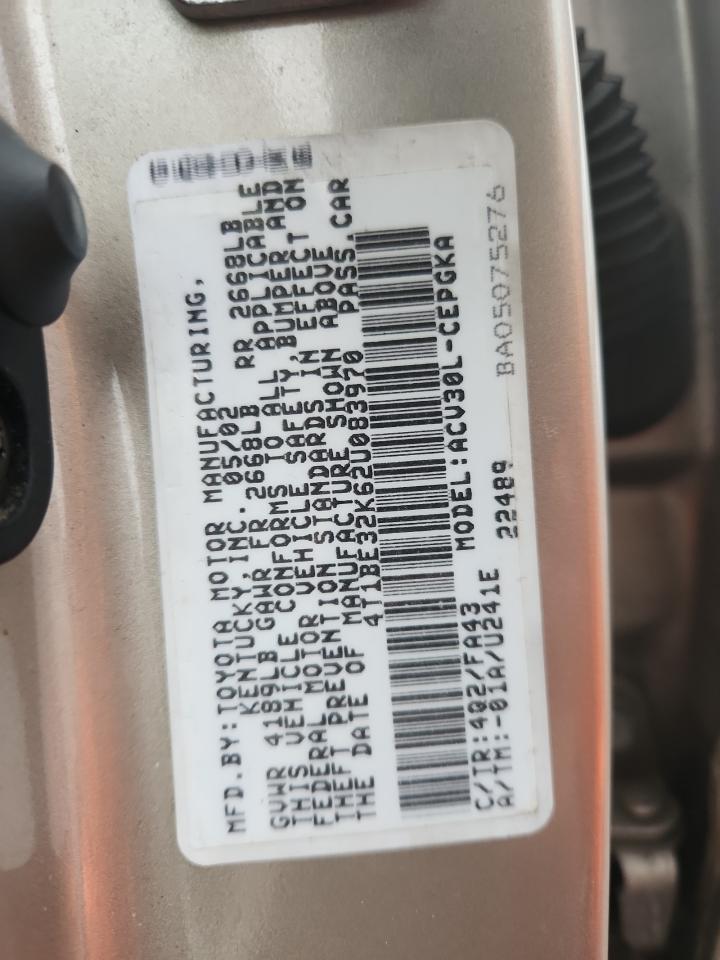 MFD.BY:TOYOTA MOTOR MANUFACTURING,
KENTUCKY,INC. 05/02
GVWR 4189LB GAWR FR 2668LB RR 2668LB
THIS VEHICLE CONFORMS TO ALL APPLICABLE
FEDERAL MOTOR VEHICLE SAFETY,BUMPER AND
THEFT PREVENTION STANDARDS IN EFFECT ON
THE DATE OF MANUFACTURE SHOWN ABOVE
4T1BE32K62U083970 PASS.CAR
MODEL:ACV30L-CEPGKA
C/TR:4Q2/FA43 22489
A/TM:-01A/U241E
BA05075276